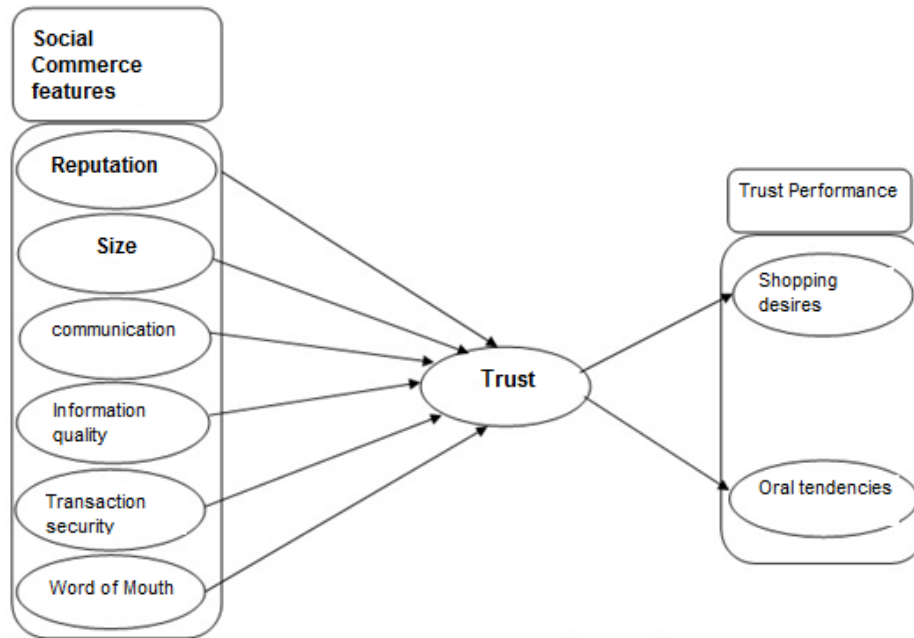 Social
Commerce
features
Reputation
Size
communication
Information
quality
Transaction
security
Word of Mouth
Trust
Trust Performance
Shopping
desires
Oral tendencies